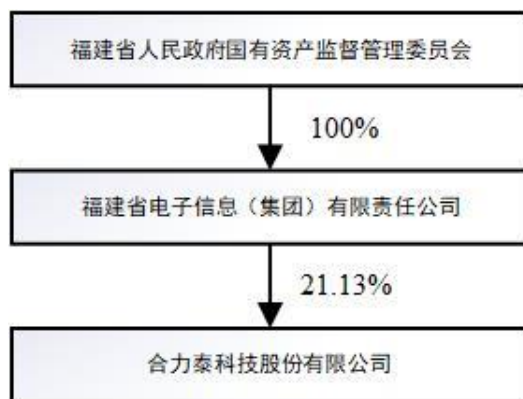 福建省人民政府国有资产监督管理委员会
100%
福建省电子信息（集团）有限责任公司
21.13%
合力泰科技股份有限公司